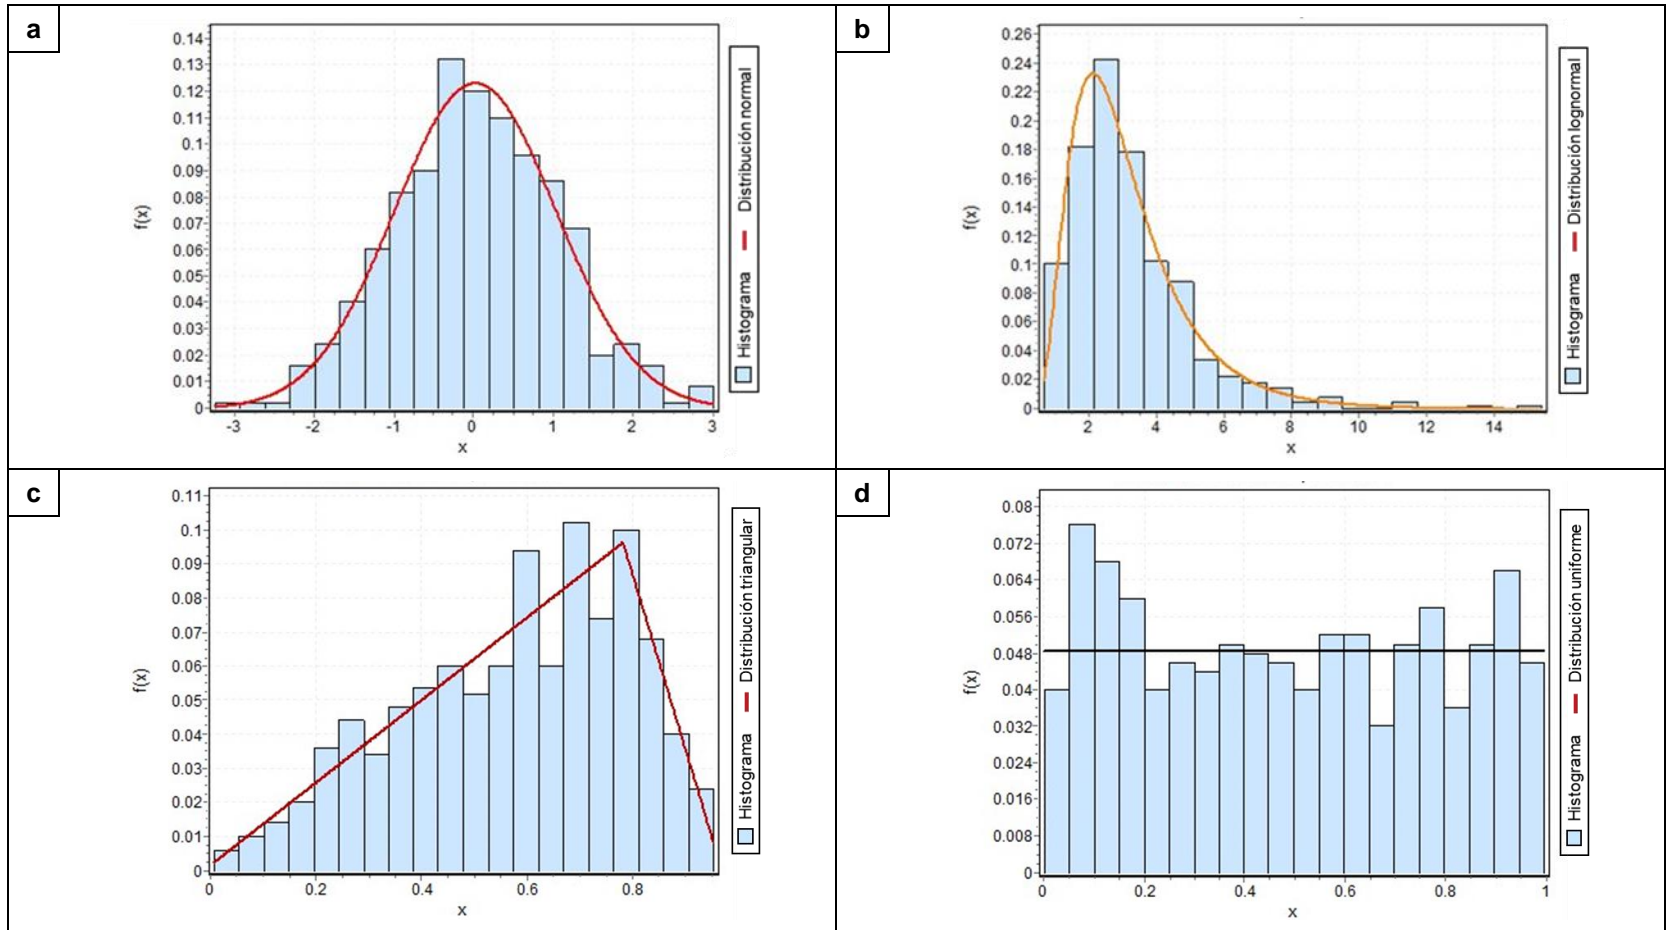 a
0.14
0.13
0.12
0.11
0.1
0.09
0.08
0.07
0.06
0.05
0.04
0.03
0.02
0.01
0
f(x)
-3 -2 -1 0 1 2 3
x
Histograma Distribución normal
b
0.26
0.24
0.22
0.2
0.18
0.16
0.14
0.12
0.1
0.08
0.06
0.04
0.02
0
f(x)
2 4 6 8 10 12 14
x
Histograma Distribución lognormal
c
0.11
0.1
0.09
0.08
0.07
0.06
0.05
0.04
0.03
0.02
0.01
0
f(x)
0 0.2 0.4 0.6 0.8
x
Histograma Distribución triangular
d
0.08
0.072
0.064
0.056
0.048
0.04
0.032
0.024
0.016
0.008
0
f(x)
0 0.2 0.4 0.6 0.8 1
x
Histograma Distribución uniforme